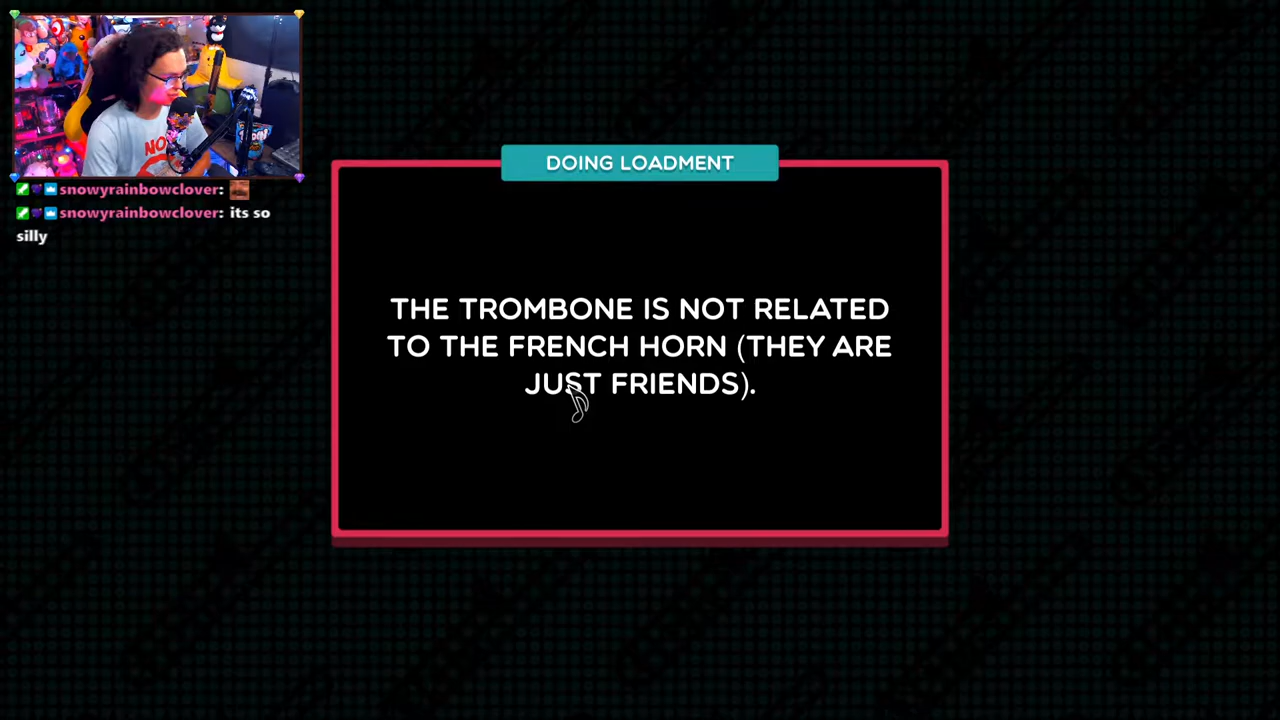 snowyrainbowclover:
snowyrainbowclover: its so
silly
DOING LOADMENT
THE TROMBONE IS NOT RELATED
TO THE FRENCH HORN (THEY ARE
JUST FRIENDS).
NO